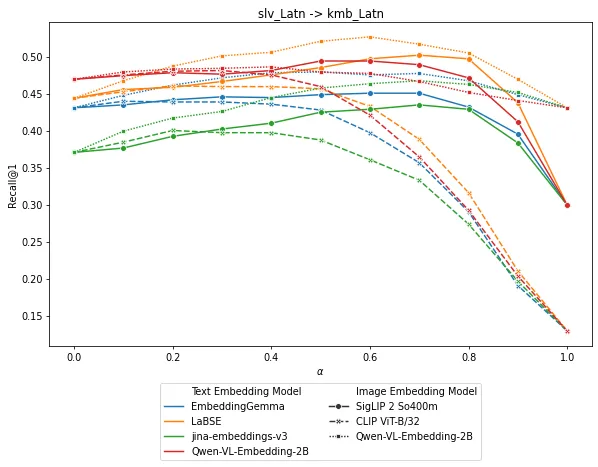 slv_Latn -> kmb_Latn
Recall@1
0.50
0.45
0.40
0.35
0.30
0.25
0.20
0.15
0.0 0.2 0.4 0.6 0.8 1.0
α
Text Embedding Model
EmbeddingGemma
LaBSE
jina-embeddings-v3
Qwen-VL-Embedding-2B
Image Embedding Model
SigLIP 2 So400m
CLIP ViT-B/32
Qwen-VL-Embedding-2B